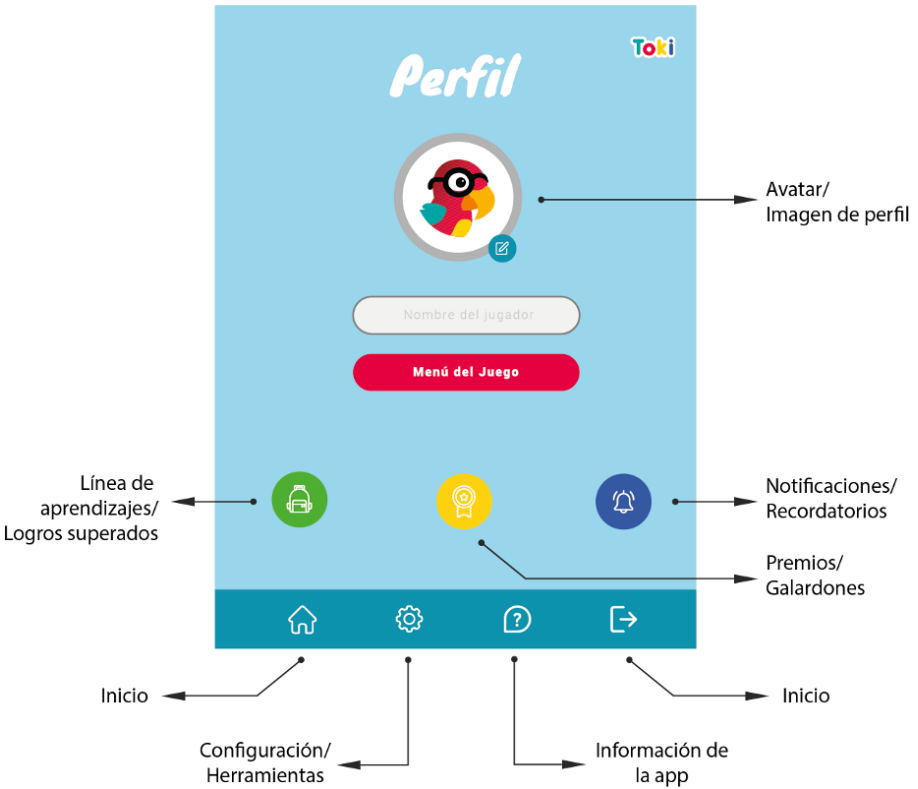 Toki
Perfil
Avatar/
Imagen de perfil
Nombre del jugador
Menú del Juego
Línea de
aprendizajes/
Logros superados
Notificaciones/
Recordatorios
Premios/
Galardones
?
Inicio
Inicio
Configuración/
Herramientas
Información de
la app